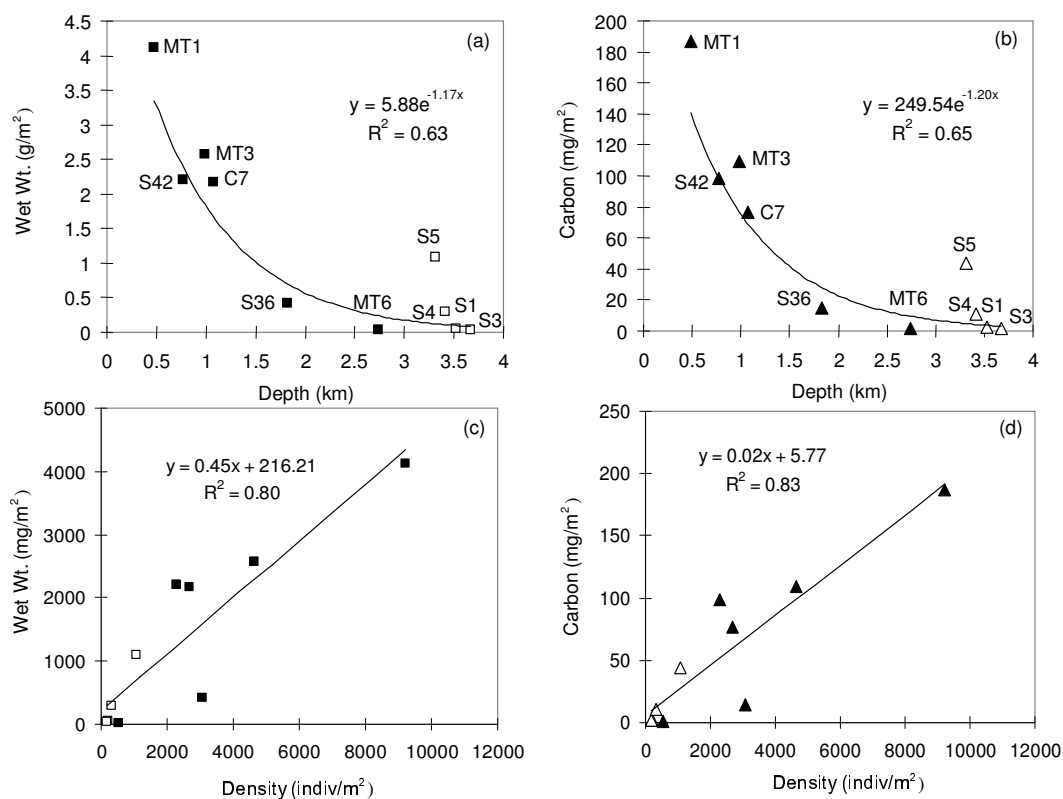 (a)
4.5
4
3.5
3
2.5
2
1.5
1
0.5
0
Wet Wt. (g/m²)
MT1
y = 5.88e^-1.17x
R² = 0.63
MT3
S42
C7
S5
S36
MT6
S4
S1
S3
0 0.5 1 1.5 2 2.5 3 3.5 4
Depth (km)
(b)
200
180
160
140
120
100
80
60
40
20
0
Carbon (mg/m²)
MT1
y = 249.54e^-1.20x
R² = 0.65
MT3
S42
C7
S5
S36
MT6
S4
S1
S3
0 0.5 1 1.5 2 2.5 3 3.5 4
Depth (km)
(c)
5000
4000
3000
2000
1000
0
Wet Wt. (mg/m²)
y = 0.45x + 216.21
R² = 0.80
0 2000 4000 6000 8000 10000 12000
Density (indiv/m²)
(d)
250
200
150
100
50
0
Carbon (mg/m²)
y = 0.02x + 5.77
R² = 0.83
0 2000 4000 6000 8000 10000 12000
Density (indiv/m²)